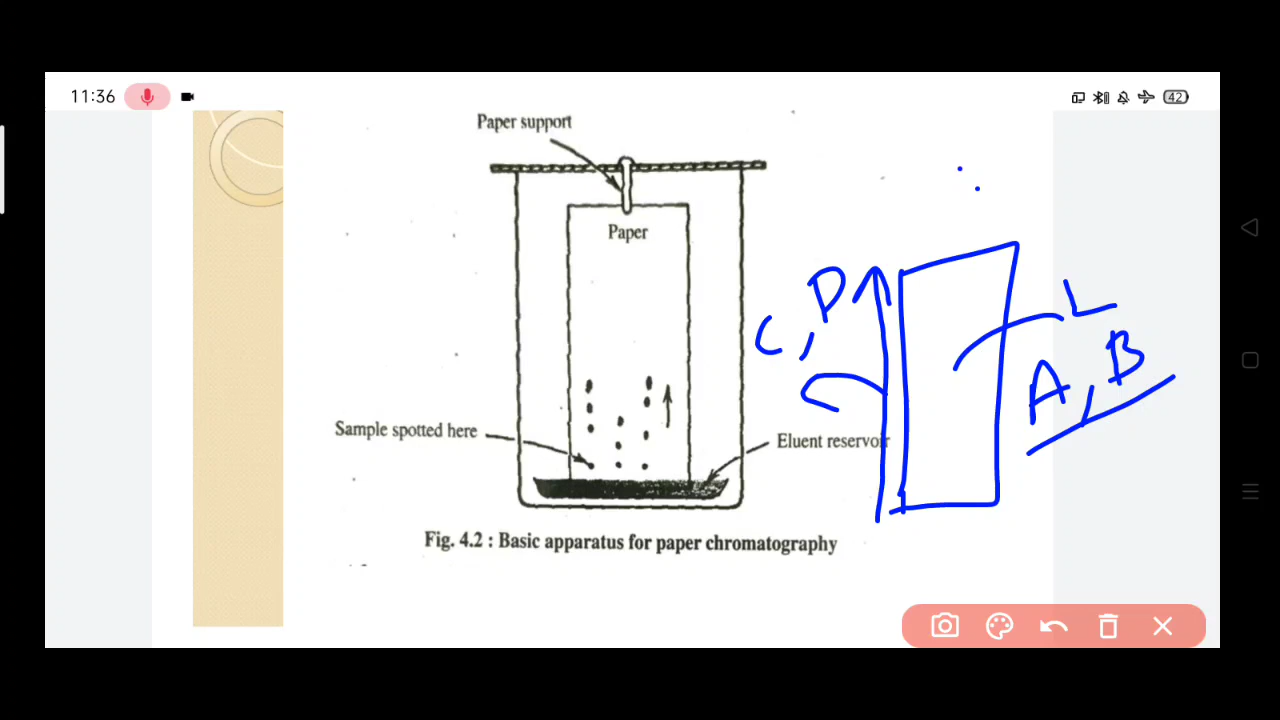 11:36
42
Paper support
Paper
Sample spotted here
Eluent reservoir
Fig. 4.2 : Basic apparatus for paper chromatography
C, D
L
A, B